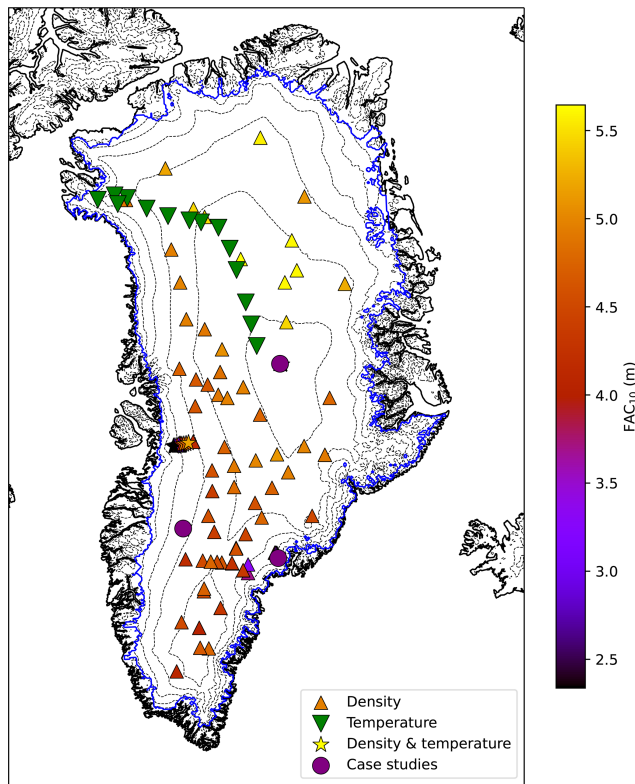 5.5
5.0
4.5
4.0
3.5
3.0
2.5
FAC₁₀ (m)
Density
Temperature
Density & temperature
Case studies